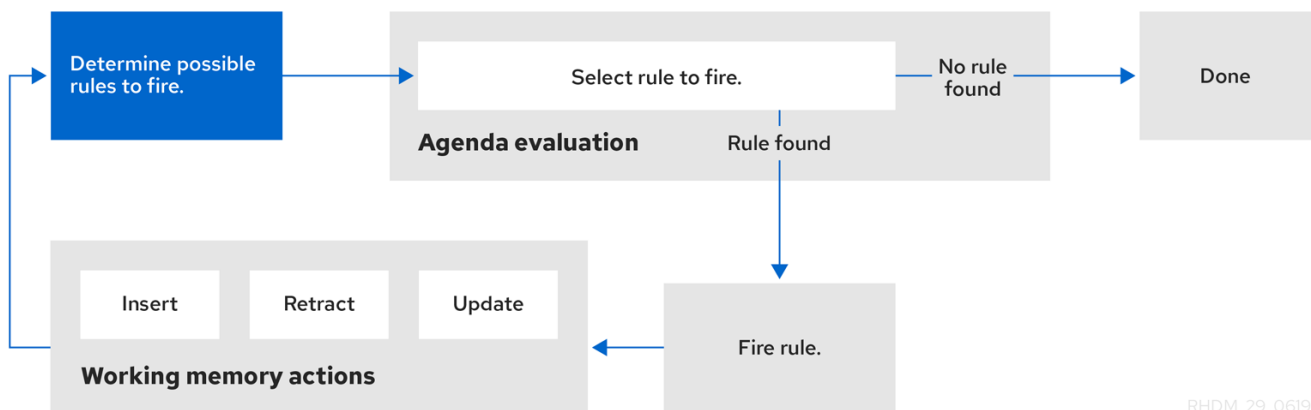 Determine possible
rules to fire.
Select rule to fire.
No rule
found
Done
Agenda evaluation
Rule found
Insert
Retract
Update
Fire rule.
Working memory actions
RHDM_29_0619